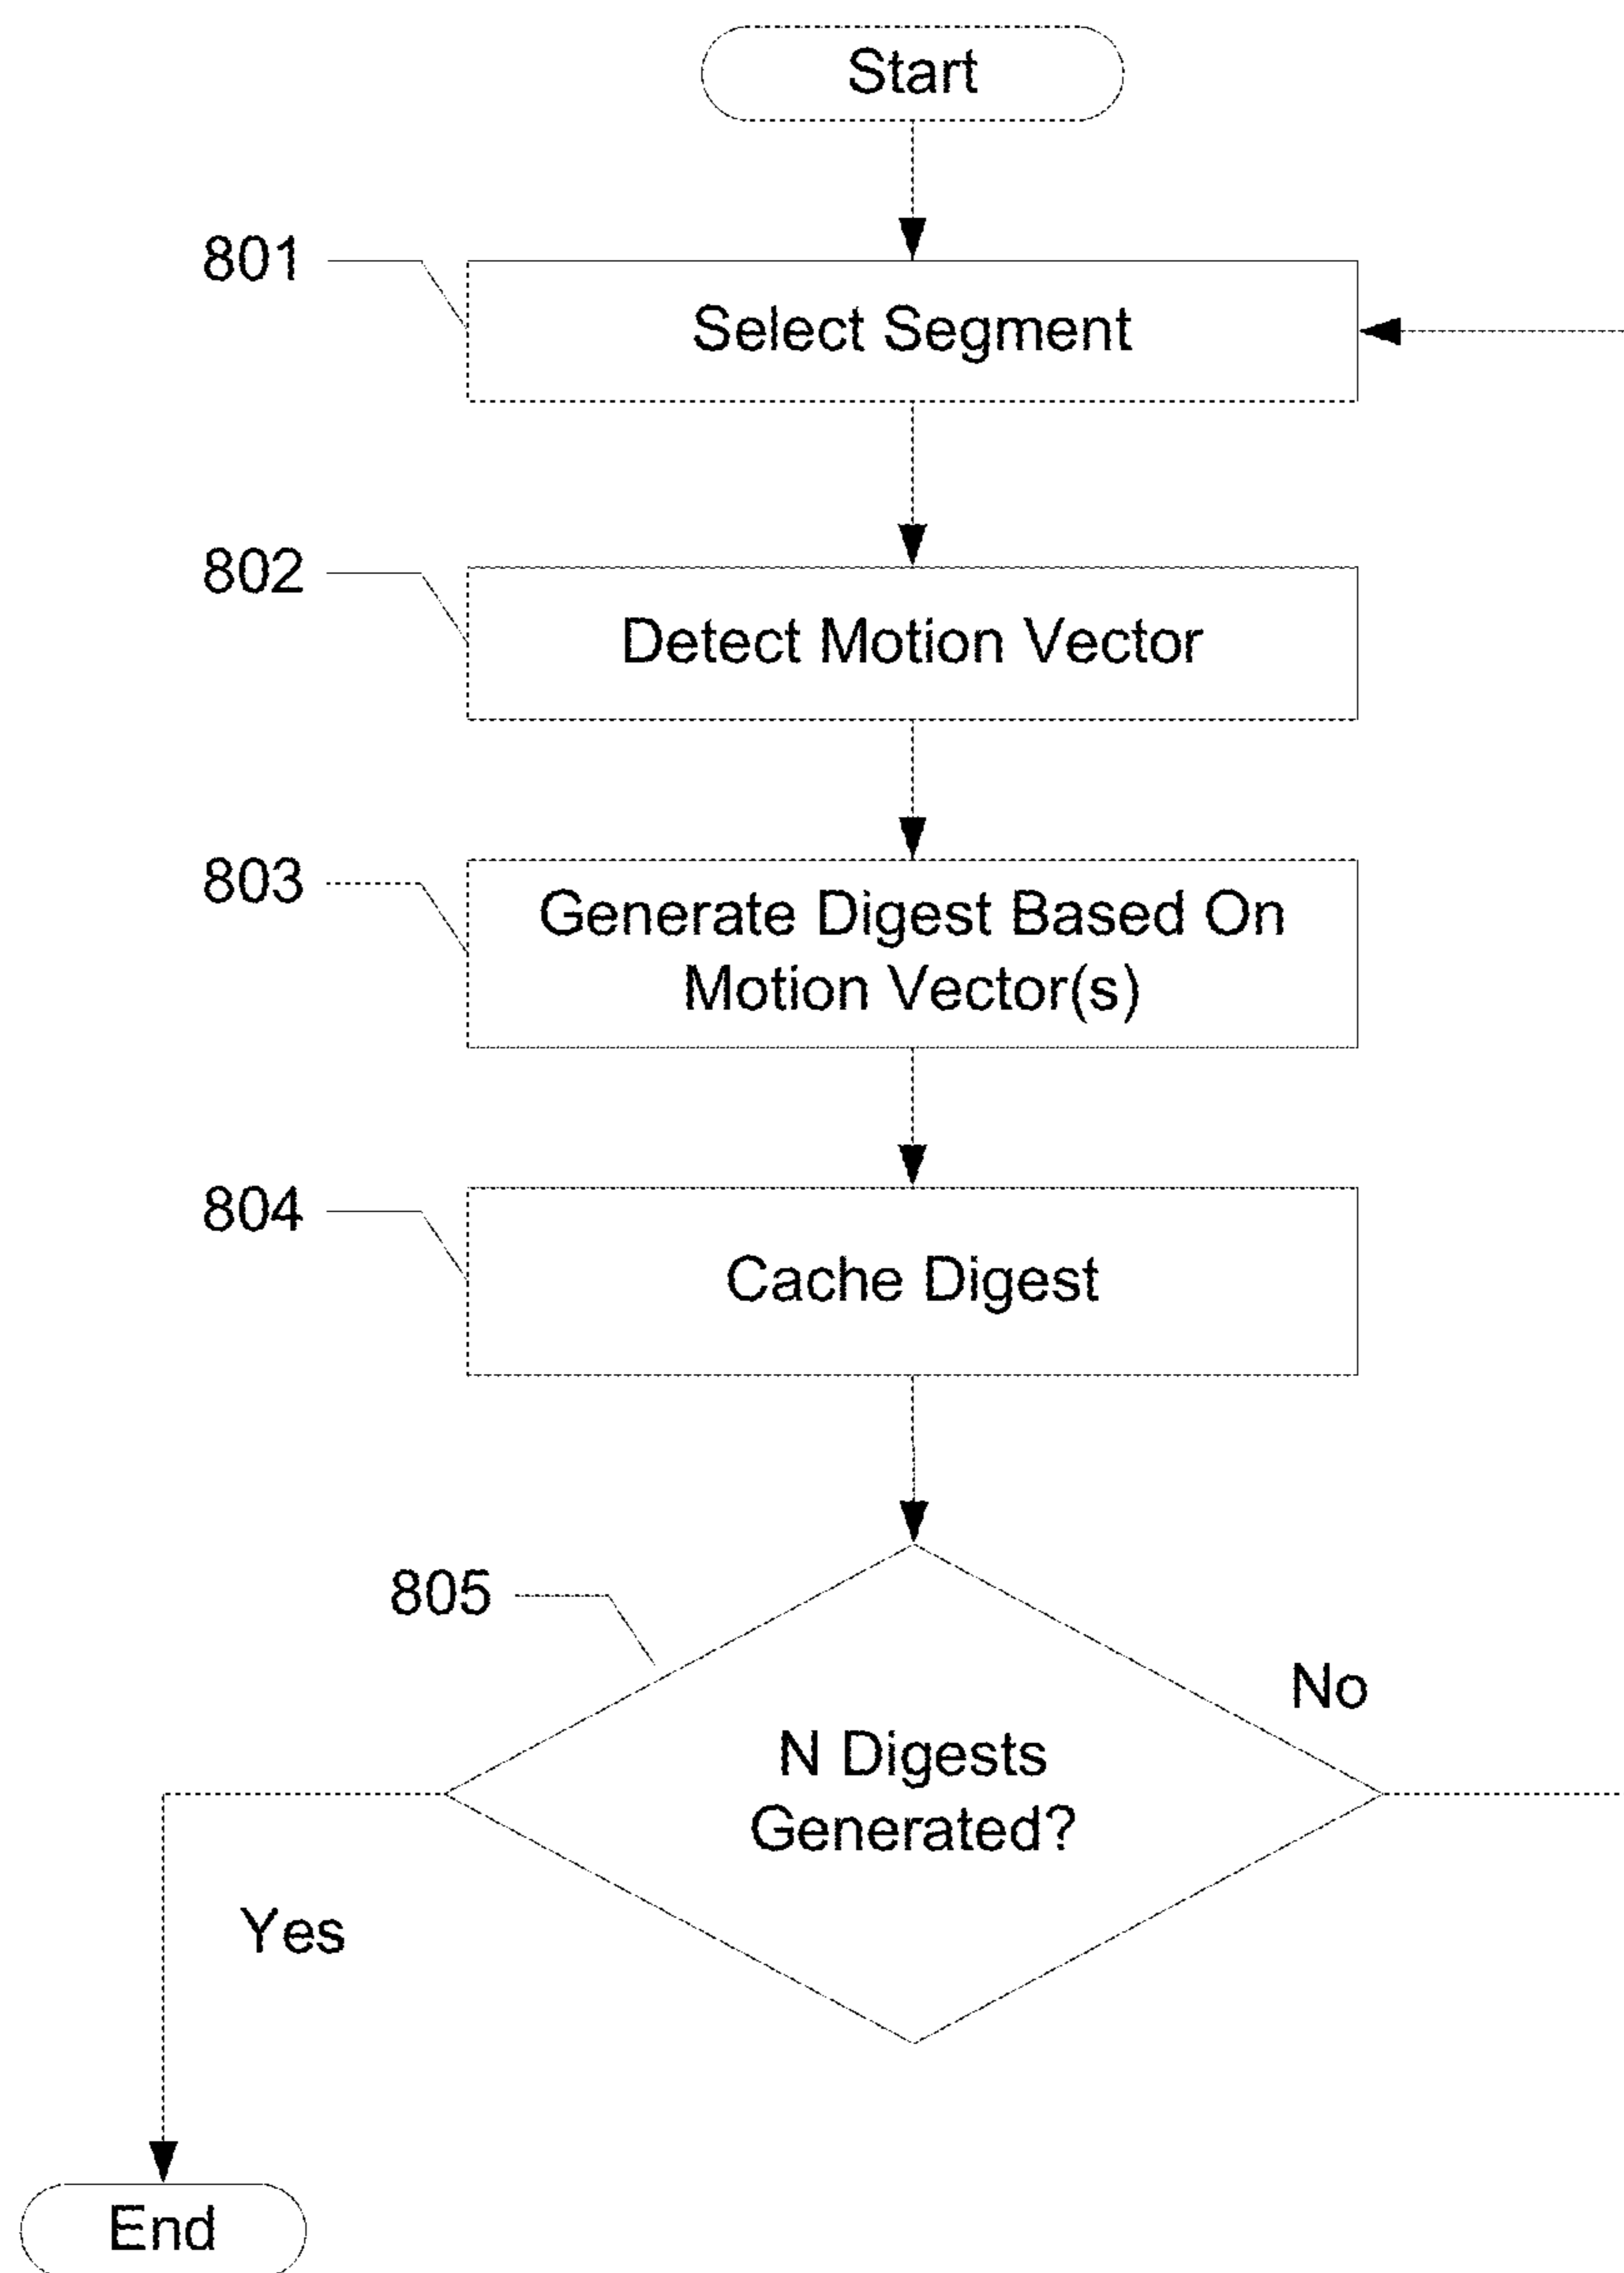 Start
801
Select Segment
802
Detect Motion Vector
803
Generate Digest Based On
Motion Vector(s)
804
Cache Digest
805
N Digests
Generated?
No
Yes
End